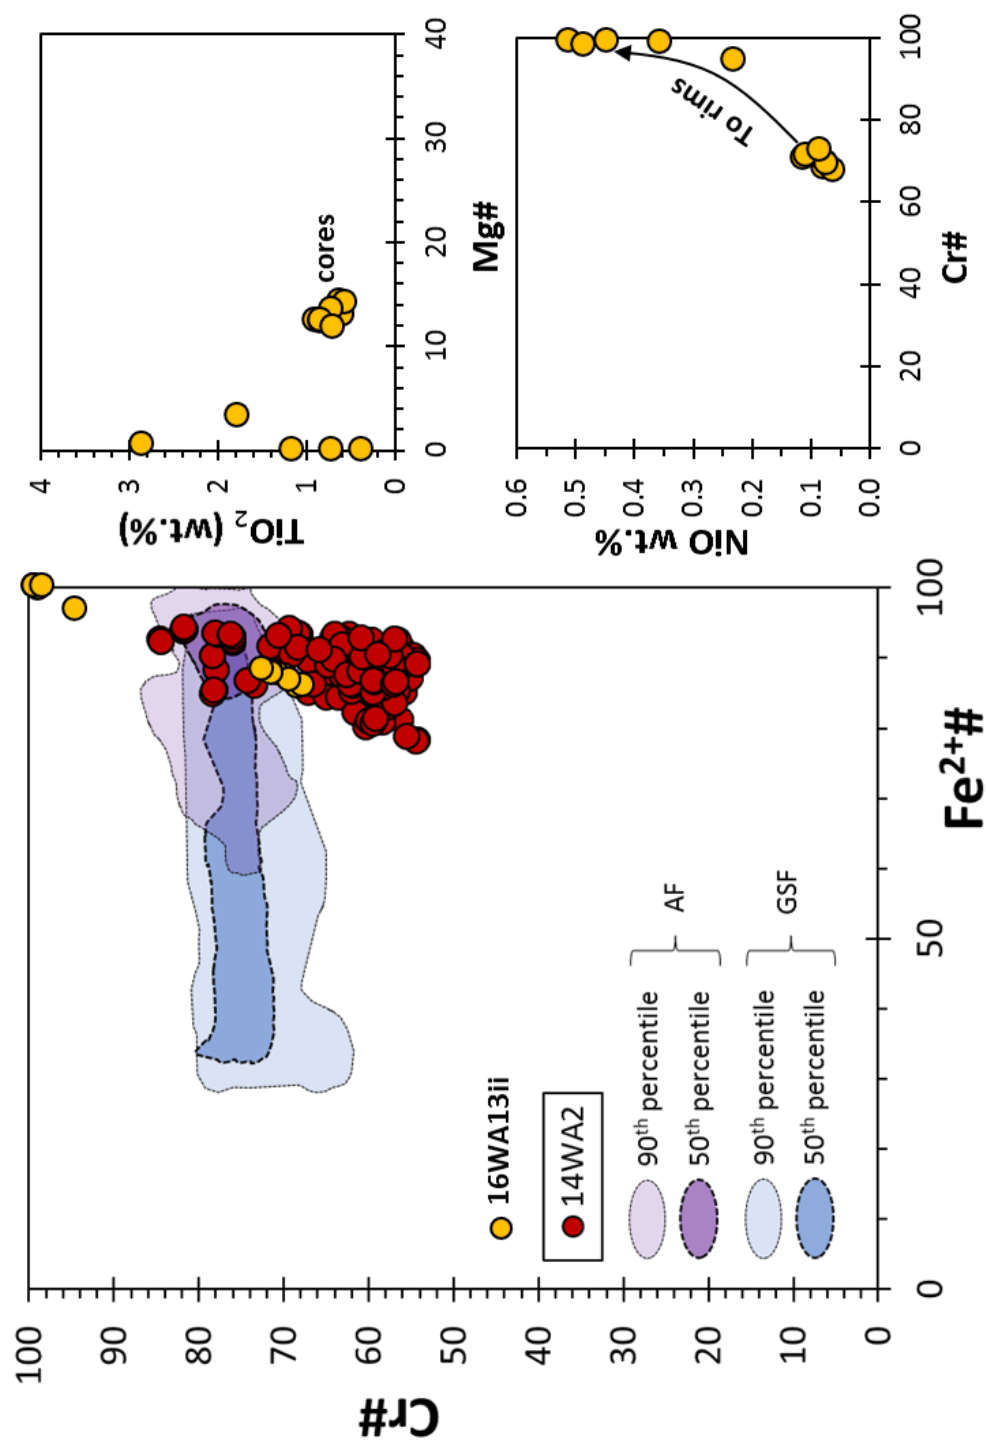 Cr#
100
90
80
70
60
50
40
30
20
10
0
0
50
100
Fe2+#
16WA13ii
14WA2
90th percentile
50th percentile
AF
90th percentile
50th percentile
GSF
TiO2 (wt.%)
4
3
2
1
0
0
10
20
30
40
Mg#
cores
NiO wt.%
0.6
0.5
0.4
0.3
0.2
0.1
0.0
0
20
40
60
80
100
Cr#
To rims